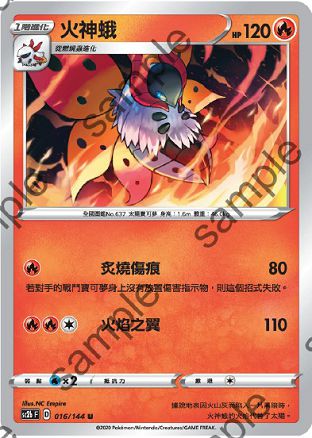 1階進化
火神蛾
HP 120
從燃燒蟲進化
sample
全國圖鑑No.637 太陽寶可夢 身高：1.6m 體重：46.0kg
炙燒傷痕 80
若對手的戰鬥寶可夢身上沒有放置傷害指示物，則這個招式失敗。
火焰之翼 110
弱點 ×2 抵抗力 撤退
Illus.NC Empire
sc2b F D 016/144 U
©2020 Pokémon/Nintendo/Creatures/GAME FREAK.